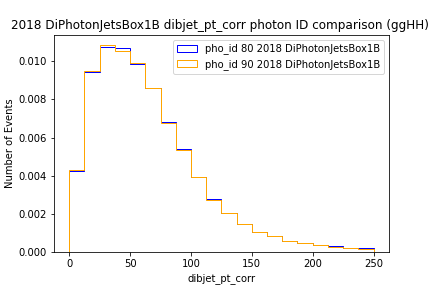 2018 DiPhotonJetsBox1B dibjet_pt_corr photon ID comparison (ggHH)
pho_id 80 2018 DiPhotonJetsBox1B
pho_id 90 2018 DiPhotonJetsBox1B
Number of Events
0.010
0.008
0.006
0.004
0.002
0.000
0 50 100 150 200 250
dibjet_pt_corr